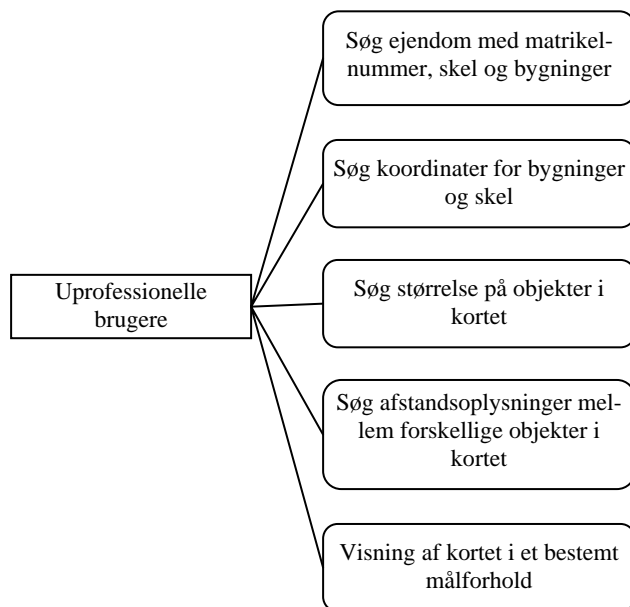 Søg ejendom med matrikel-
nummer, skel og bygninger
Søg koordinater for bygninger
og skel
Uprofessionelle
brugere
Søg størrelse på objekter i
kortet
Søg afstandsoplysninger mel-
lem forskellige objekter i
kortet
Visning af kortet i et bestemt
målforhold